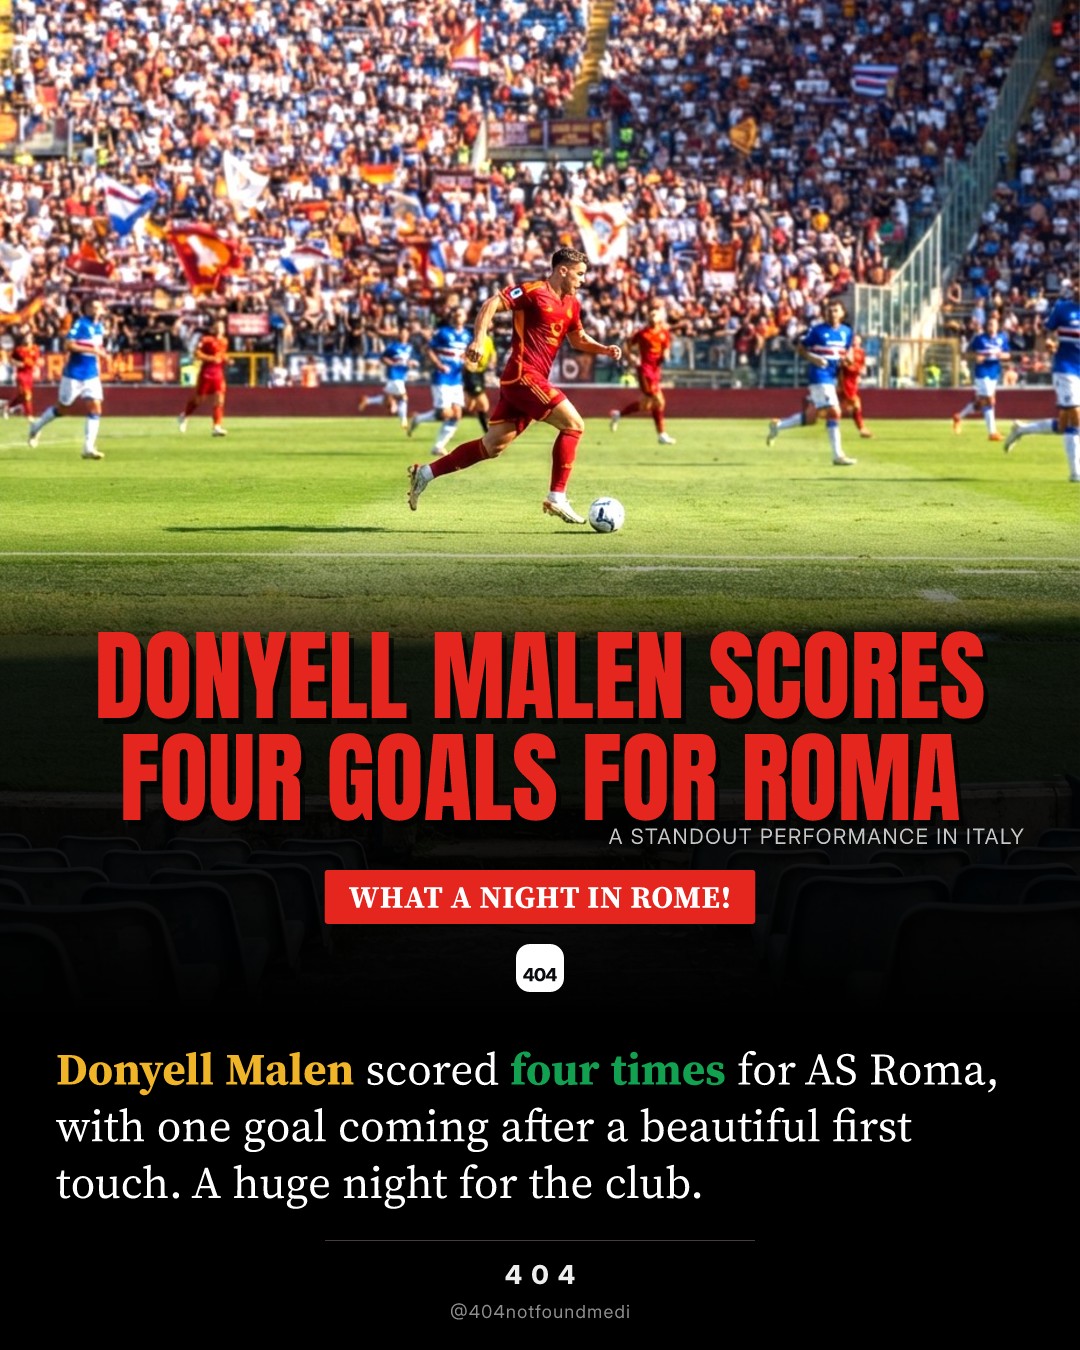 DONYELL MALEN SCORES
FOUR GOALS FOR ROMA
A STANDOUT PERFORMANCE IN ITALY
WHAT A NIGHT IN ROME!
404
Donyell Malen scored four times for AS Roma,
with one goal coming after a beautiful first
touch. A huge night for the club.
404
@404notfoundmedi